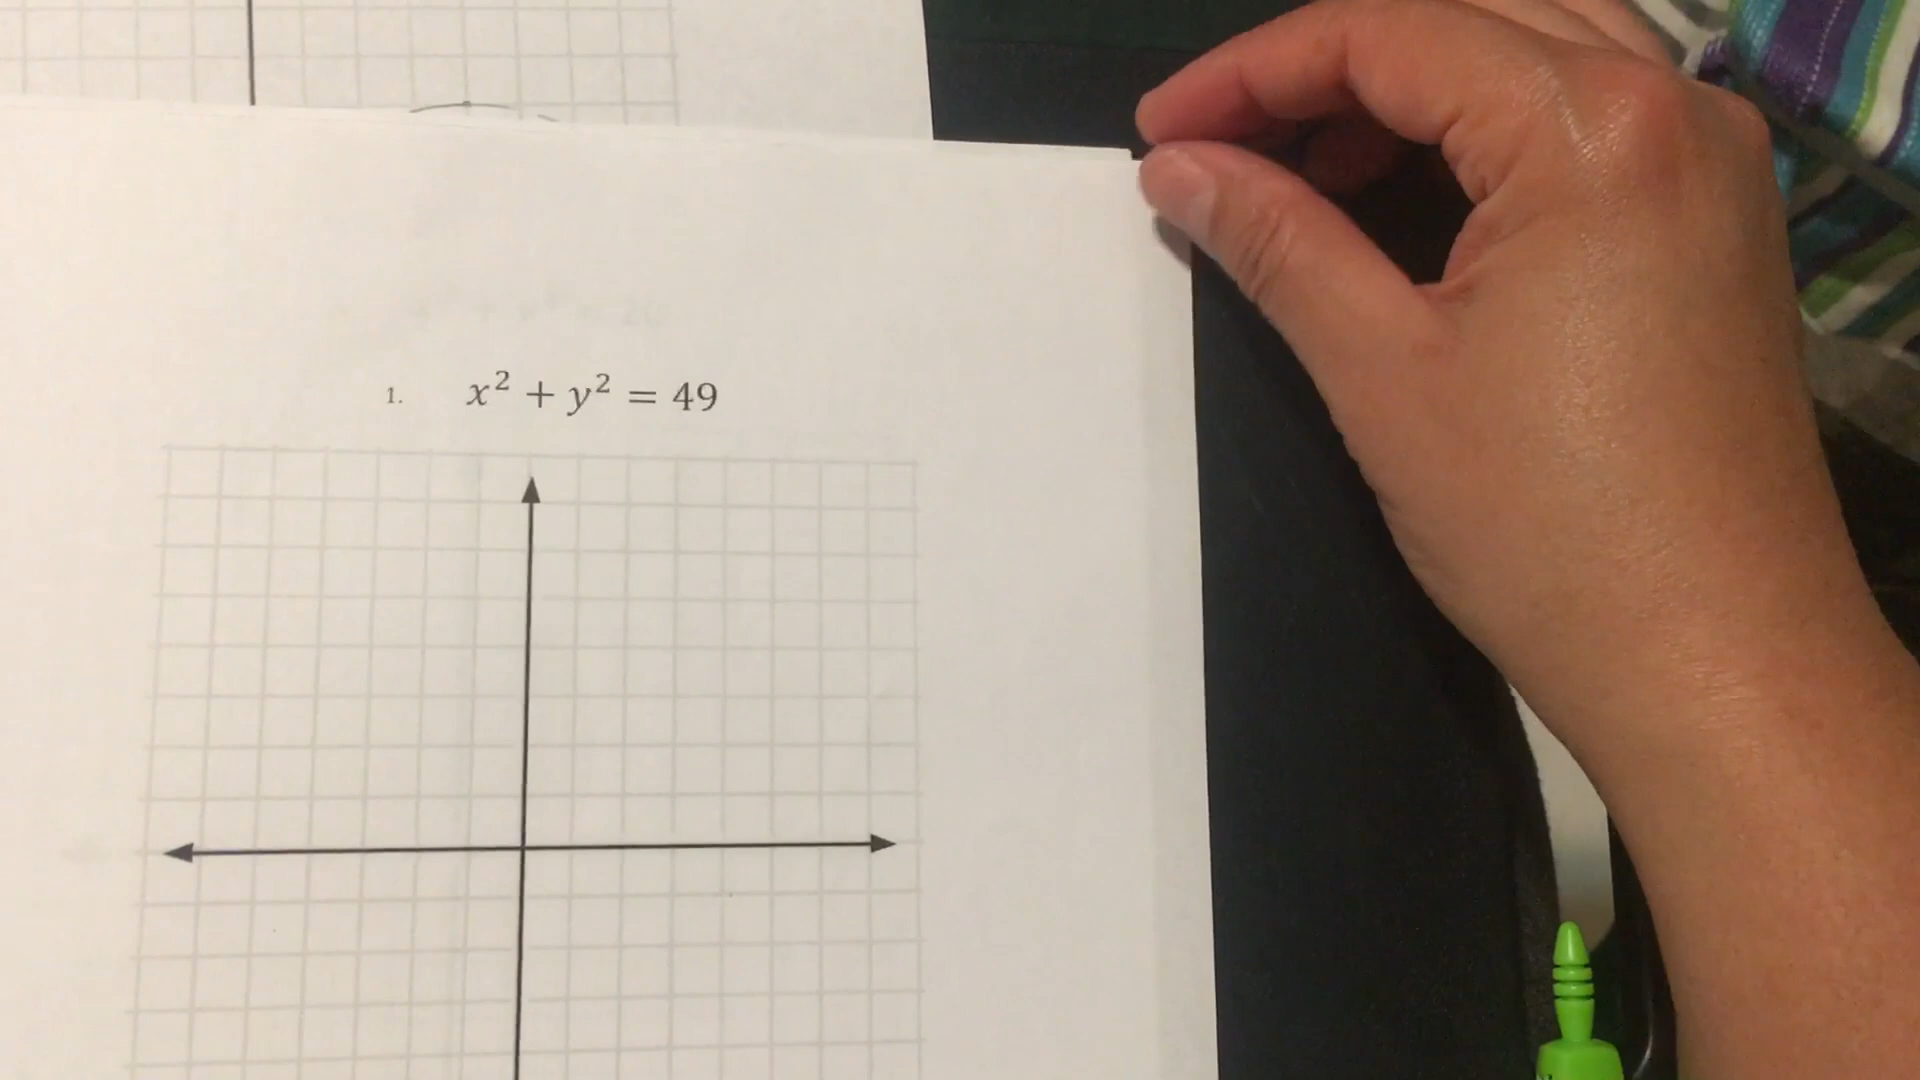 1. x² + y² = 49